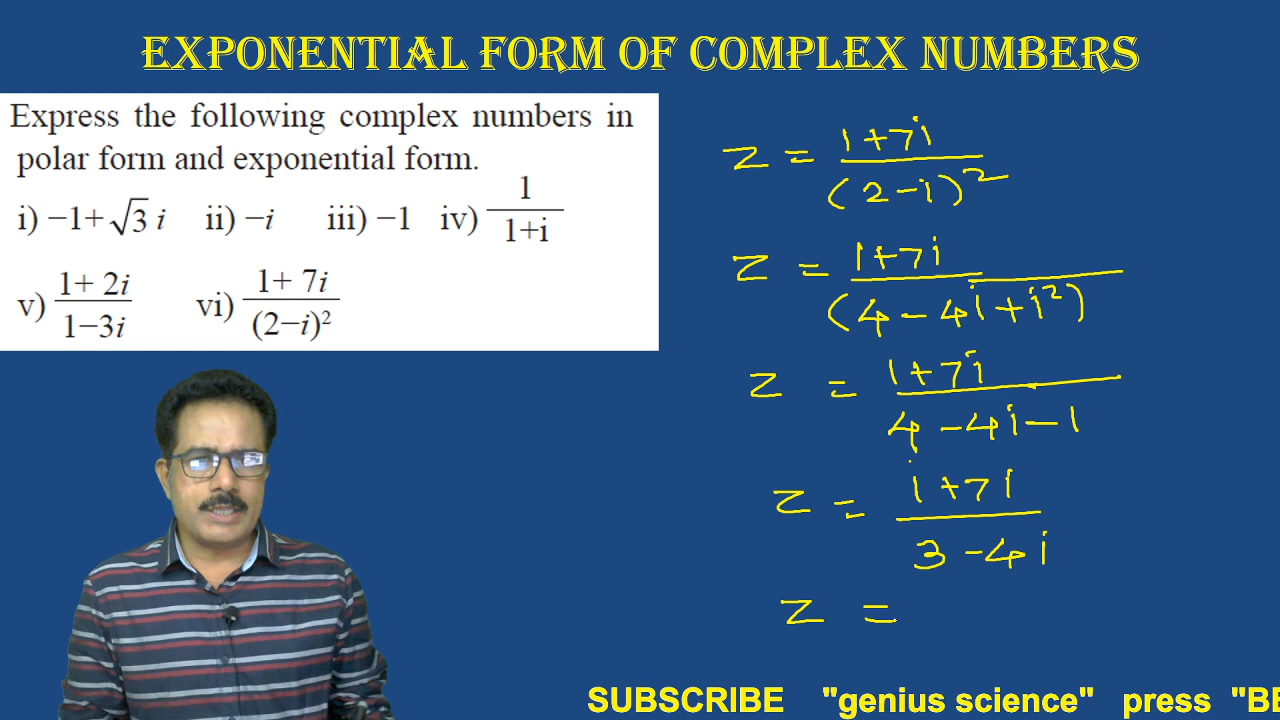 EXPONENTIAL FORM OF COMPLEX NUMBERS
Express the following complex numbers in
polar form and exponential form.
i) −1+√3 i   ii) −i   iii) −1   iv) 1/(1+i)
v) (1+ 2i)/(1−3i)   vi) (1+ 7i)/(2−i)²
z = (1+7i)/(2-i)²
z = (1+7i)/(4-4i+i²)
z = (1+7i)/(4-4i-1)
z = (i+7i)/(3-4i)
z =
SUBSCRIBE "genius science" press "BE